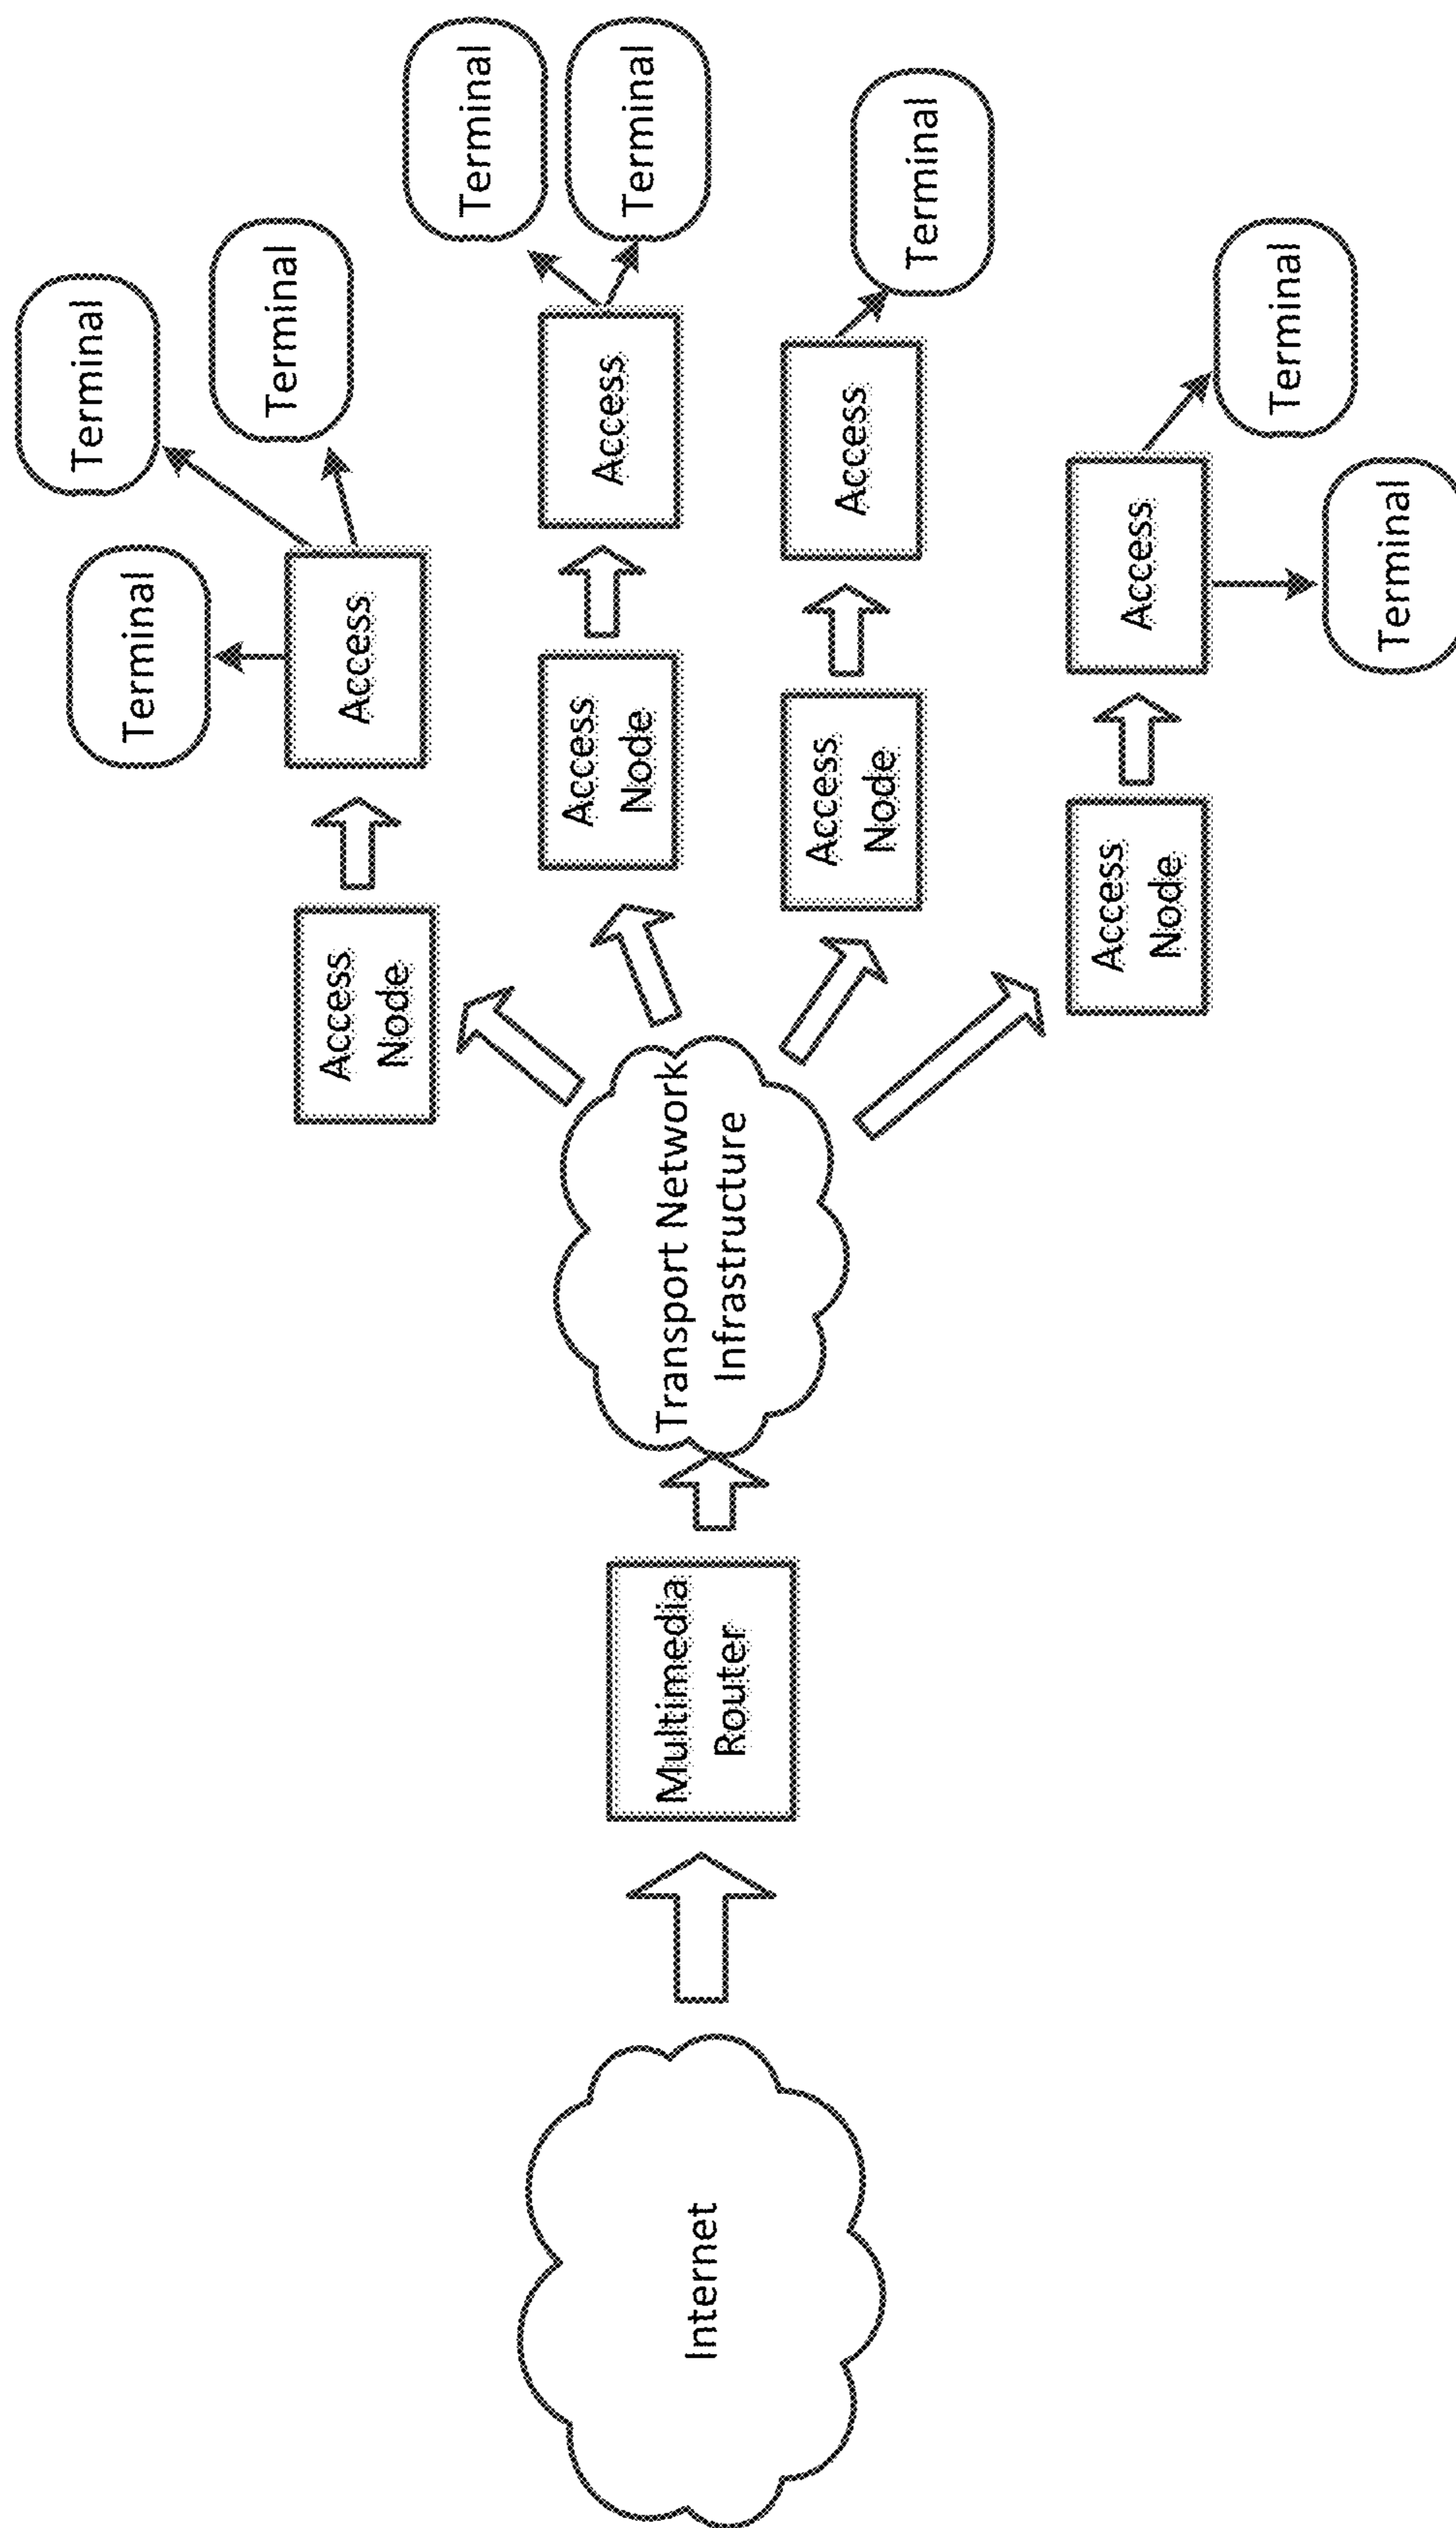 Internet
Multimedia
Router
Transport Network
Infrastructure
Access
Node
Access
Terminal
Terminal
Terminal
Access
Node
Access
Terminal
Terminal
Access
Node
Access
Terminal
Access
Node
Access
Terminal
Terminal